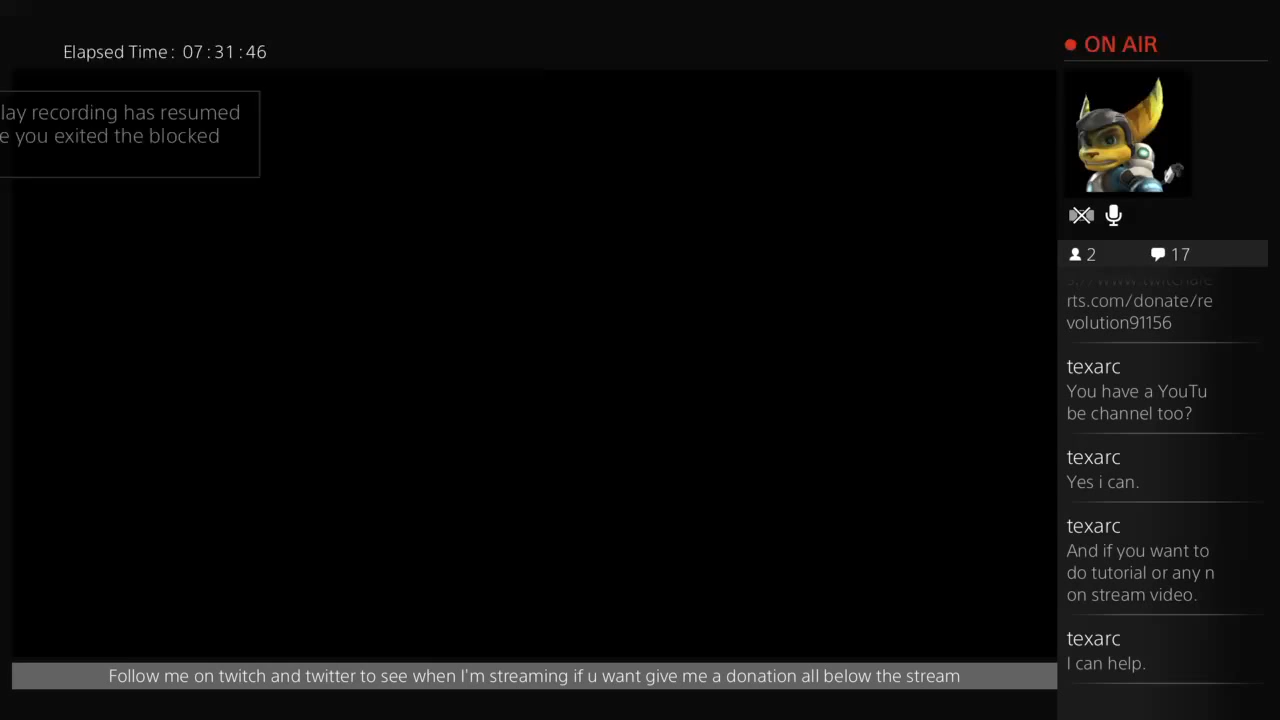 Elapsed Time: 07:31:46
lay recording has resumed
e you exited the blocked
ON AIR
2
17
rts.com/donate/re
volution91156
texarc
You have a YouTu
be channel too?
texarc
Yes i can.
texarc
And if you want to
do tutorial or any n
on stream video.
texarc
I can help.
Follow me on twitch and twitter to see when I'm streaming if u want give me a donation all below the stream